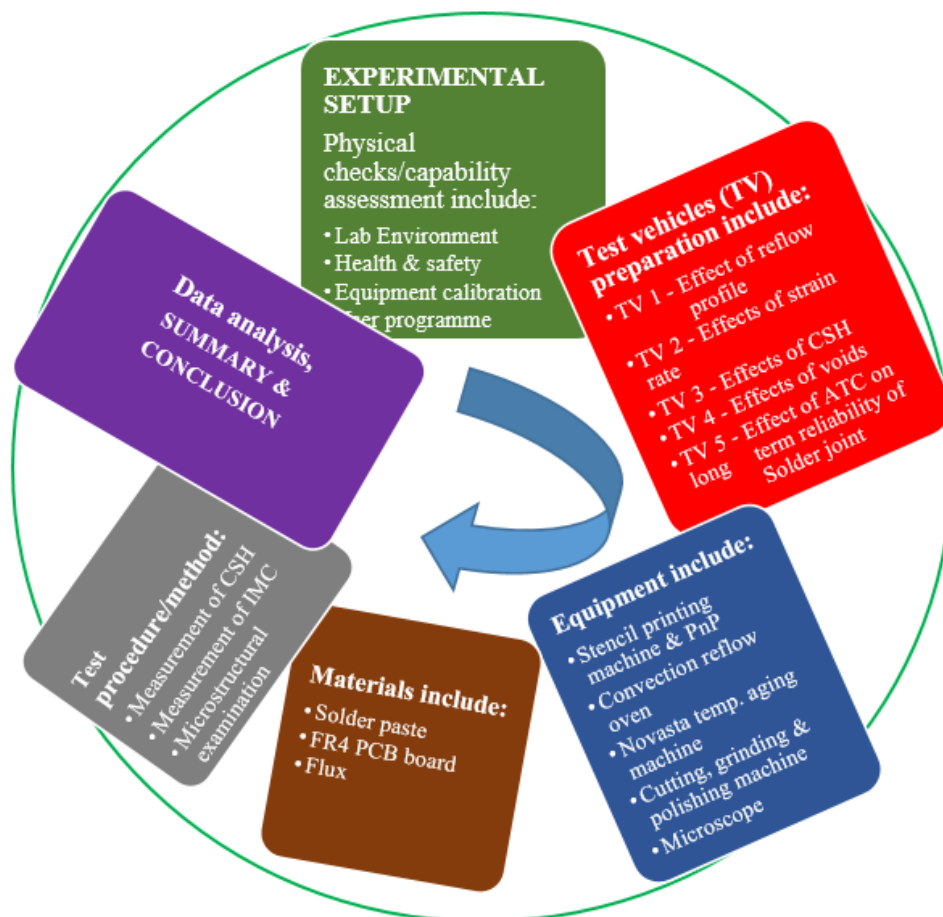 EXPERIMENTAL
SETUP
Physical
checks/capability
assessment include:
• Lab Environment
• Health & safety
• Equipment calibration
programme
Test vehicles (TV)
preparation include:
• TV 1 - Effect of reflow
profile
• TV 2 - Effects of strain
rate
• TV 3 - Effects of CSH
• TV 4 - Effects of voids
• TV 5 - Effect of ATC on
long term reliability of
Solder joint
Equipment include:
• Stencil printing
machine & PnP
• Convection reflow
oven
• Novasta temp. aging
machine
• Cutting, grinding &
polishing machine
• Microscope
Materials include:
• Solder paste
• FR4 PCB board
• Flux
Test
procedure/method:
• Measurement of CSH
• Measurement of IMC
• Microstructural
examination
Data analysis,
SUMMARY &
CONCLUSION